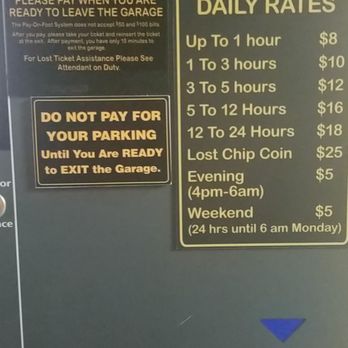 PLEASE PAY WHEN YOU ARE
READY TO LEAVE THE GARAGE
The Pay-On-Foot System does not accept $50 and $100 bills.
After you pay, please take your ticket and reinsert the ticket
at the exit. After payment, you have only 15 minutes to
exit the garage.
For Lost Ticket Assistance Please See
Attendant on Duty.
DO NOT PAY FOR
YOUR PARKING
Until You Are READY
to EXIT the Garage.
DAILY RATES
Up To 1 hour $8
1 To 3 hours $10
3 To 5 hours $12
5 To 12 Hours $16
12 To 24 Hours $18
Lost Chip Coin $25
Evening $5
(4pm-6am)
Weekend $5
(24 hrs until 6 am Monday)
or
nce